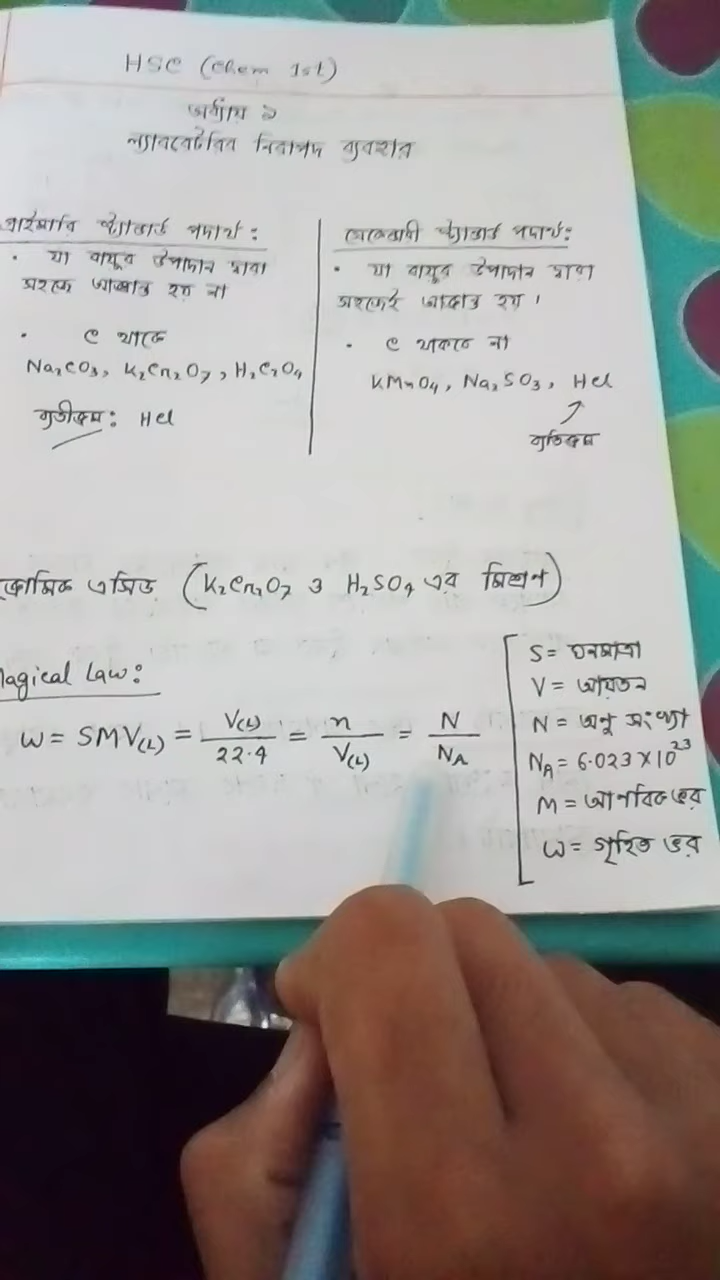 HSC (Chem 1st)
অধ্যায় ১
ল্যাবরেটরির নিরাপদ ব্যবহার
প্রাইমারি স্ট্যান্ডার্ড পদার্থ :
• যা বায়ুর উপাদান দ্বারা
সহজে আক্রান্ত হয় না
• C থাকে
Na₂CO₃, K₂Cr₂O₇, H₂C₂O₄
ব্যতীক্রম : HCl
সেকেন্ডারী স্ট্যান্ডার্ড পদার্থ:
• যা বায়ুর উপাদান দ্বারা
সহজেই আক্রান্ত হয়।
• C থাকবে না
KMnO₄, Na₂SO₃, HCl
ব্যতিক্রম
ক্রোমিক এসিড (K₂Cr₂O₇ ও H₂SO₄ এর মিশ্রণ)
Magical Law:
W = SMV(L) = V(L)/22.4 = n/V(L) = N/NA
S = ঘনমাত্রা
V = আয়তন
N = অনু সংখ্যা
NA = 6.023 X 10²³
M = আণবিক ভর
W = গৃহিত ভর